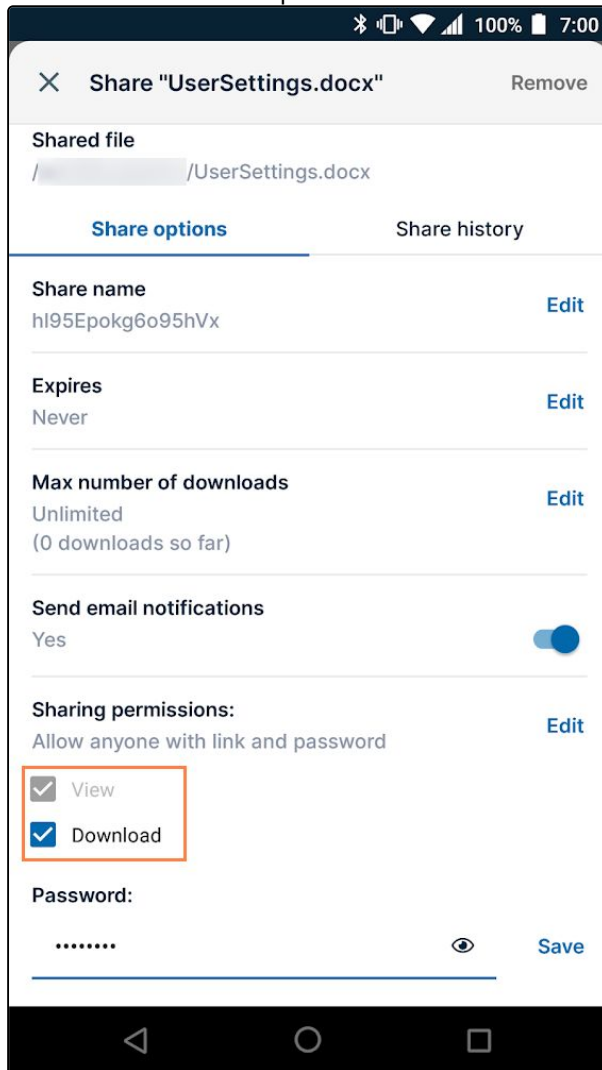 100% 7:00
Share "UserSettings.docx" Remove
Shared file
/ /UserSettings.docx
Share options Share history
Share name
hl95Epokg6o95hVx Edit
Expires
Never Edit
Max number of downloads
Unlimited Edit
(0 downloads so far)
Send email notifications
Yes
Sharing permissions:
Allow anyone with link and password Edit
View
Download
Password:
•••••••• Save